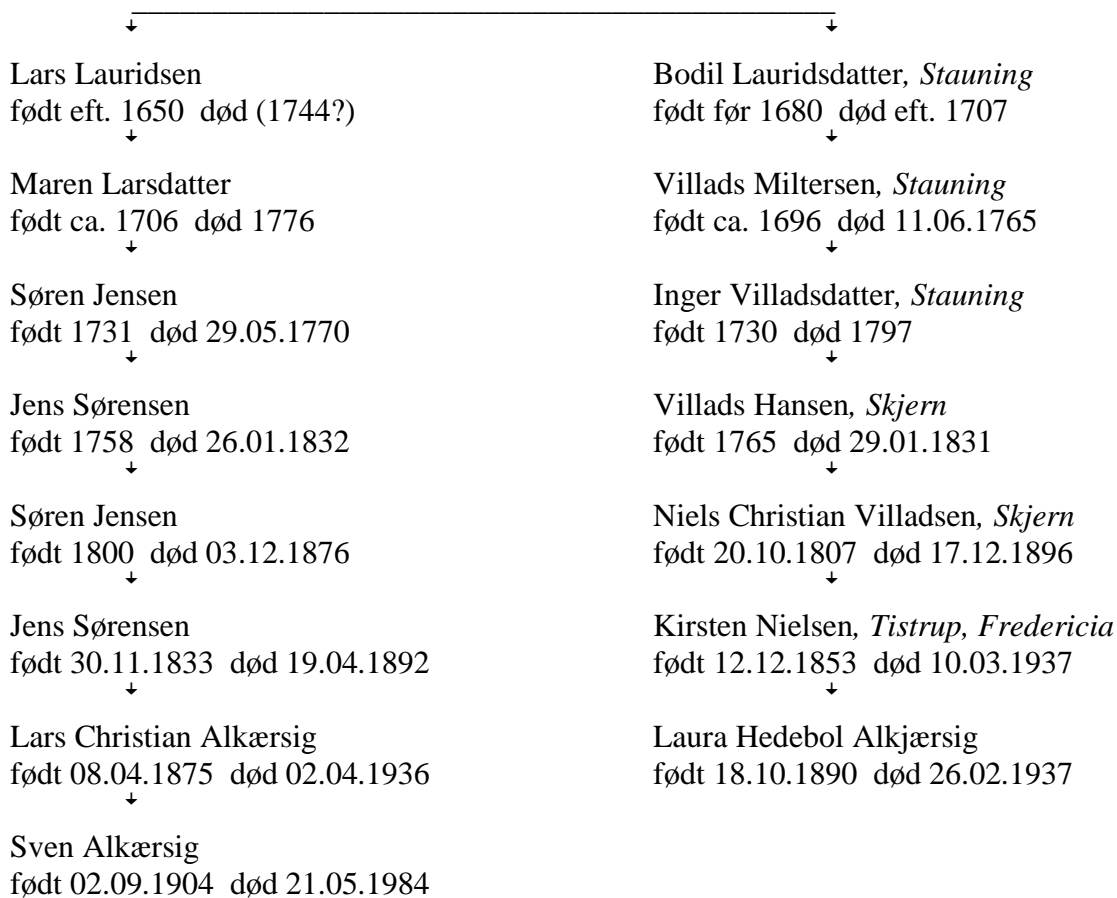 Lars Lauridsen
født eft. 1650  død (1744?)
Maren Larsdatter
født ca. 1706  død 1776
Søren Jensen
født 1731  død 29.05.1770
Jens Sørensen
født 1758  død 26.01.1832
Søren Jensen
født 1800  død 03.12.1876
Jens Sørensen
født 30.11.1833  død 19.04.1892
Lars Christian Alkærsig
født 08.04.1875  død 02.04.1936
Sven Alkærsig
født 02.09.1904  død 21.05.1984
Bodil Lauridsdatter, Stauning
født før 1680  død eft. 1707
Villads Miltersen, Stauning
født ca. 1696  død 11.06.1765
Inger Villadsdatter, Stauning
født 1730  død 1797
Villads Hansen, Skjern
født 1765  død 29.01.1831
Niels Christian Villadsen, Skjern
født 20.10.1807  død 17.12.1896
Kirsten Nielsen, Tistrup, Fredericia
født 12.12.1853  død 10.03.1937
Laura Hedebol Alkjærsig
født 18.10.1890  død 26.02.1937